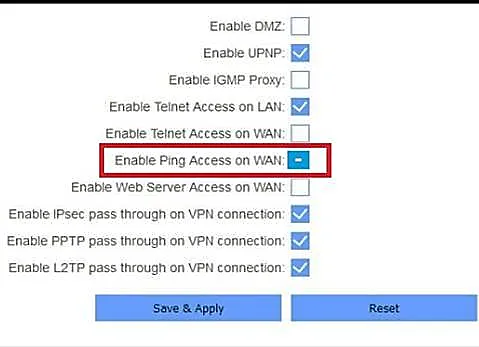 Enable DMZ:
Enable UPNP:
Enable IGMP Proxy:
Enable Telnet Access on LAN:
Enable Telnet Access on WAN:
Enable Ping Access on WAN:
Enable Web Server Access on WAN:
Enable IPsec pass through on VPN connection:
Enable PPTP pass through on VPN connection:
Enable L2TP pass through on VPN connection:
Save & Apply Reset